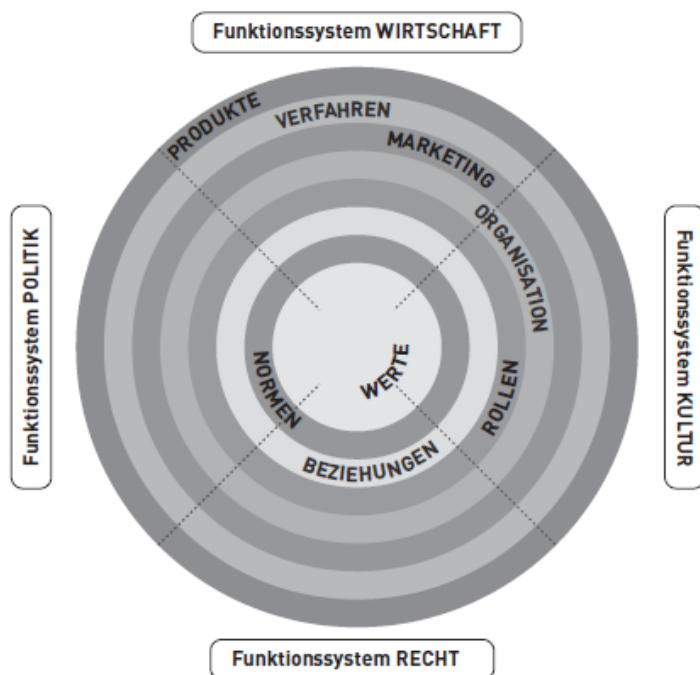 Funktionssystem WIRTSCHAFT
PRODUKTE
VERFAHREN
MARKETING
ORGANISATION
ROLLEN
BEZIEHUNGEN
NORMEN
WERTE
Funktionssystem POLITIK
Funktionssystem KULTUR
Funktionssystem RECHT